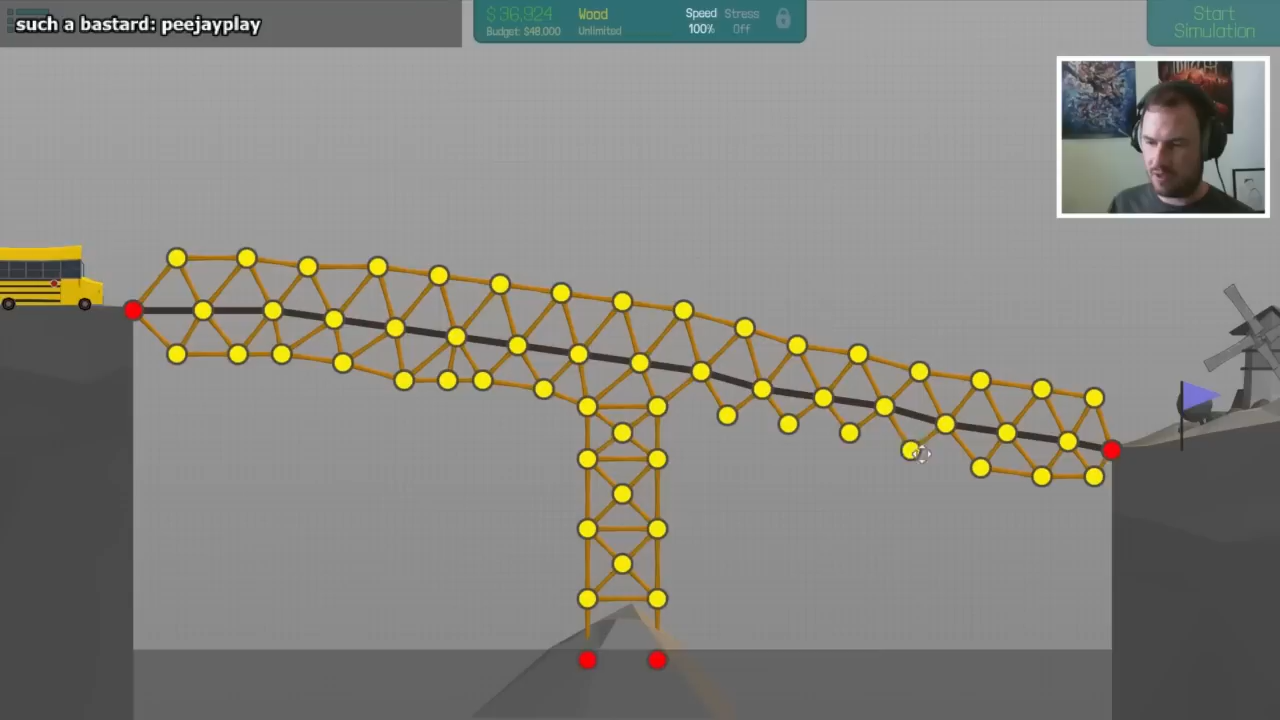 such a bastard: peejayplay
$36,924
Budget: $48,000
Wood
Unlimited
Speed
100%
Stress
Off
Start
Simulation